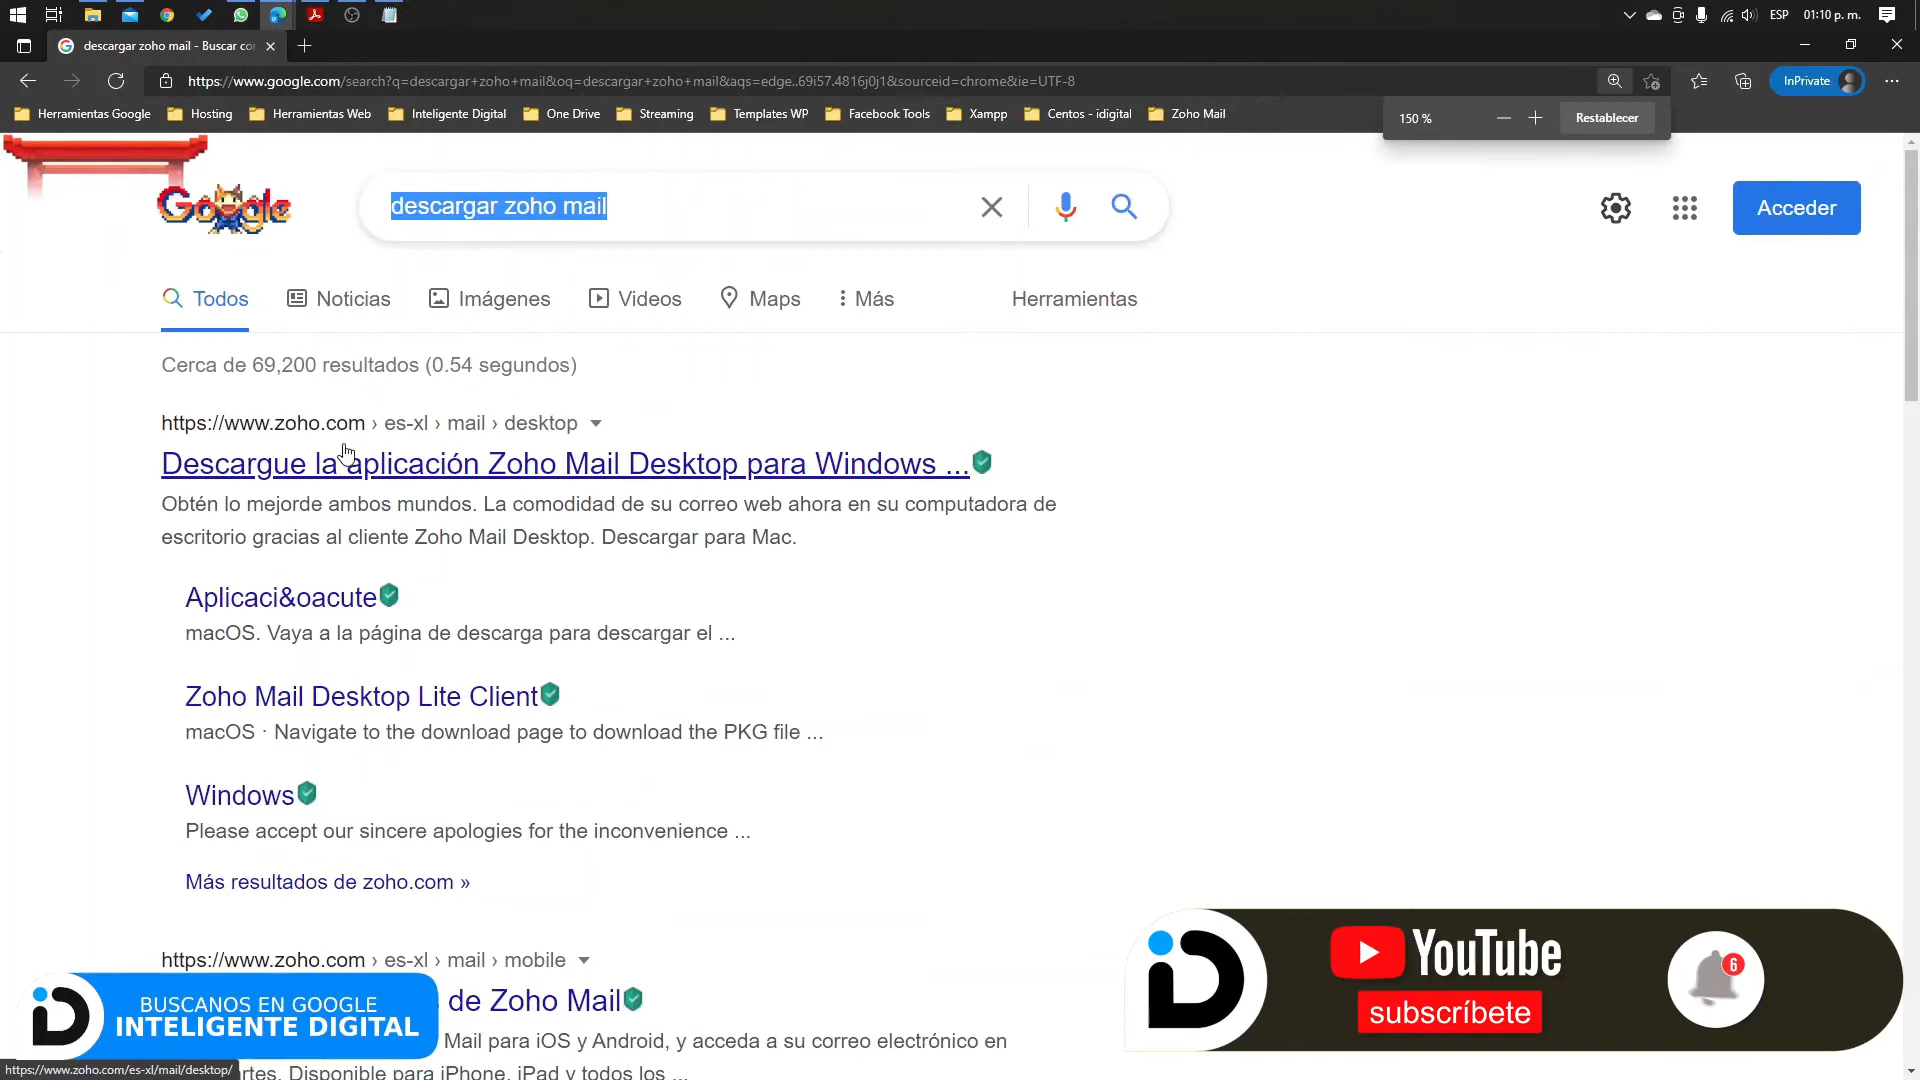 ESP
01:10 p. m.
descargar zoho mail - Buscar co
https://www.google.com/search?q=descargar+zoho+mail&oq=descargar+zoho+mail&aqs=edge..69i57.4816j0j1&sourceid=chrome&ie=UTF-8
InPrivate
Herramientas Google
Hosting
Herramientas Web
Inteligente Digital
One Drive
Streaming
Templates WP
Facebook Tools
Xampp
Centos - idigital
Zoho Mail
150 %
Restablecer
Google
descargar zoho mail
Acceder
Todos
Noticias
Imágenes
Videos
Maps
Más
Herramientas
Cerca de 69,200 resultados (0.54 segundos)
https://www.zoho.com › es-xl › mail › desktop
Descargue la aplicación Zoho Mail Desktop para Windows ...
Obtén lo mejorde ambos mundos. La comodidad de su correo web ahora en su computadora de
escritorio gracias al cliente Zoho Mail Desktop. Descargar para Mac.
Aplicaci&oacute
macOS. Vaya a la página de descarga para descargar el ...
Zoho Mail Desktop Lite Client
macOS · Navigate to the download page to download the PKG file ...
Windows
Please accept our sincere apologies for the inconvenience ...
Más resultados de zoho.com »
https://www.zoho.com › es-xl › mail › mobile
de Zoho Mail
Mail para iOS y Android, y acceda a su correo electrónico en
artes. Disponible para iPhone, iPad y todos los ...
iD
BUSCANOS EN GOOGLE
INTELIGENTE DIGITAL
https://www.zoho.com/es-xl/mail/desktop/
iD
YouTube
subscríbete
6